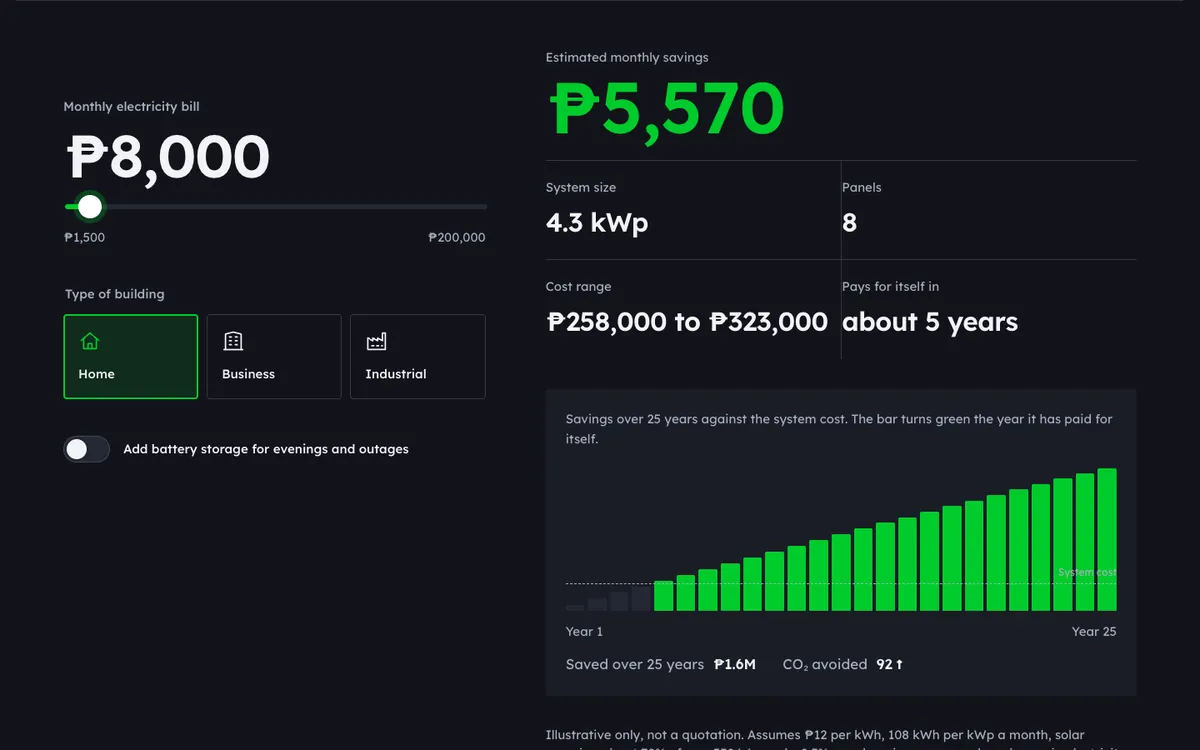 Monthly electricity bill
₱8,000
₱1,500
₱200,000
Type of building
Home
Business
Industrial
Add battery storage for evenings and outages
Estimated monthly savings
₱5,570
System size
4.3 kWp
Panels
8
Cost range
₱258,000 to ₱323,000
Pays for itself in
about 5 years
Savings over 25 years against the system cost. The bar turns green the year it has paid for
itself.
System cost
Year 1
Year 25
Saved over 25 years ₱1.6M
CO₂ avoided 92 t
Illustrative only, not a quotation. Assumes ₱12 per kWh, 108 kWh per kWp a month, solar